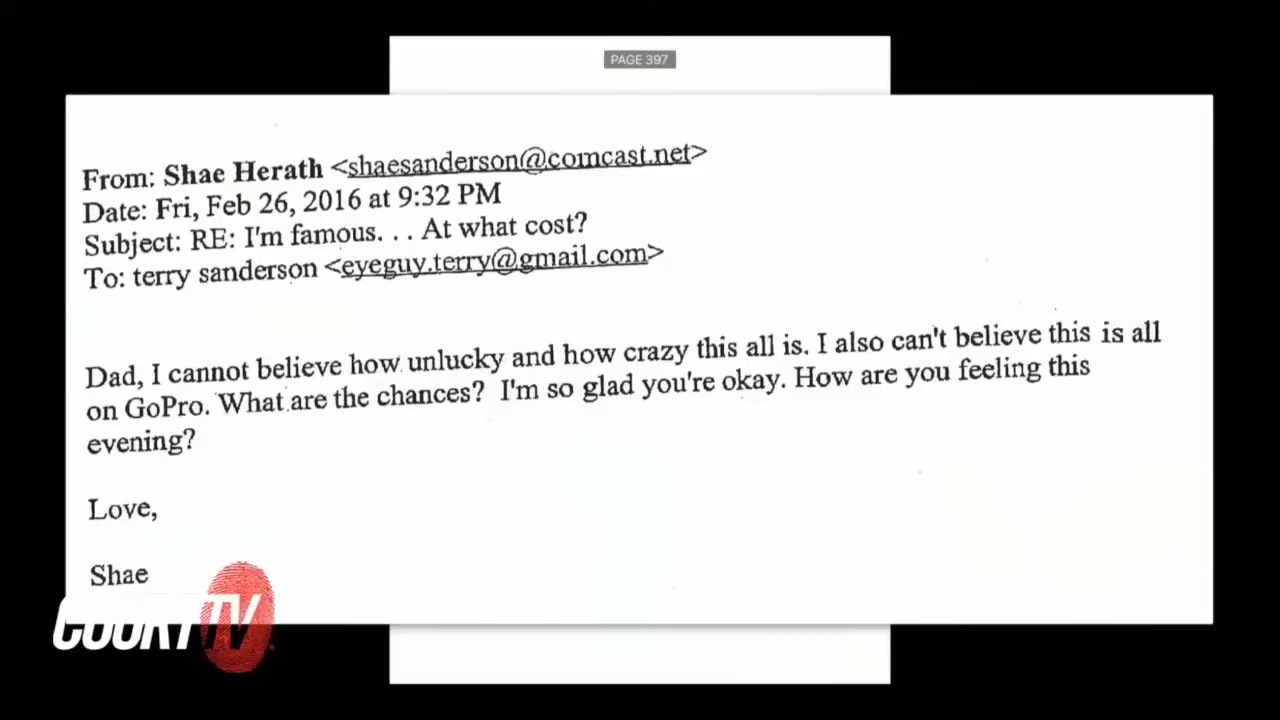 PAGE 397
From: Shae Herath <shaesanderson@comcast.net>
Date: Fri, Feb 26, 2016 at 9:32 PM
Subject: RE: I'm famous. . . At what cost?
To: terry sanderson <eyeguy.terry@gmail.com>
Dad, I cannot believe how unlucky and how crazy this all is. I also can't believe this is all
on GoPro. What are the chances? I'm so glad you're okay. How are you feeling this
evening?
Love,
Shae
COURT TV